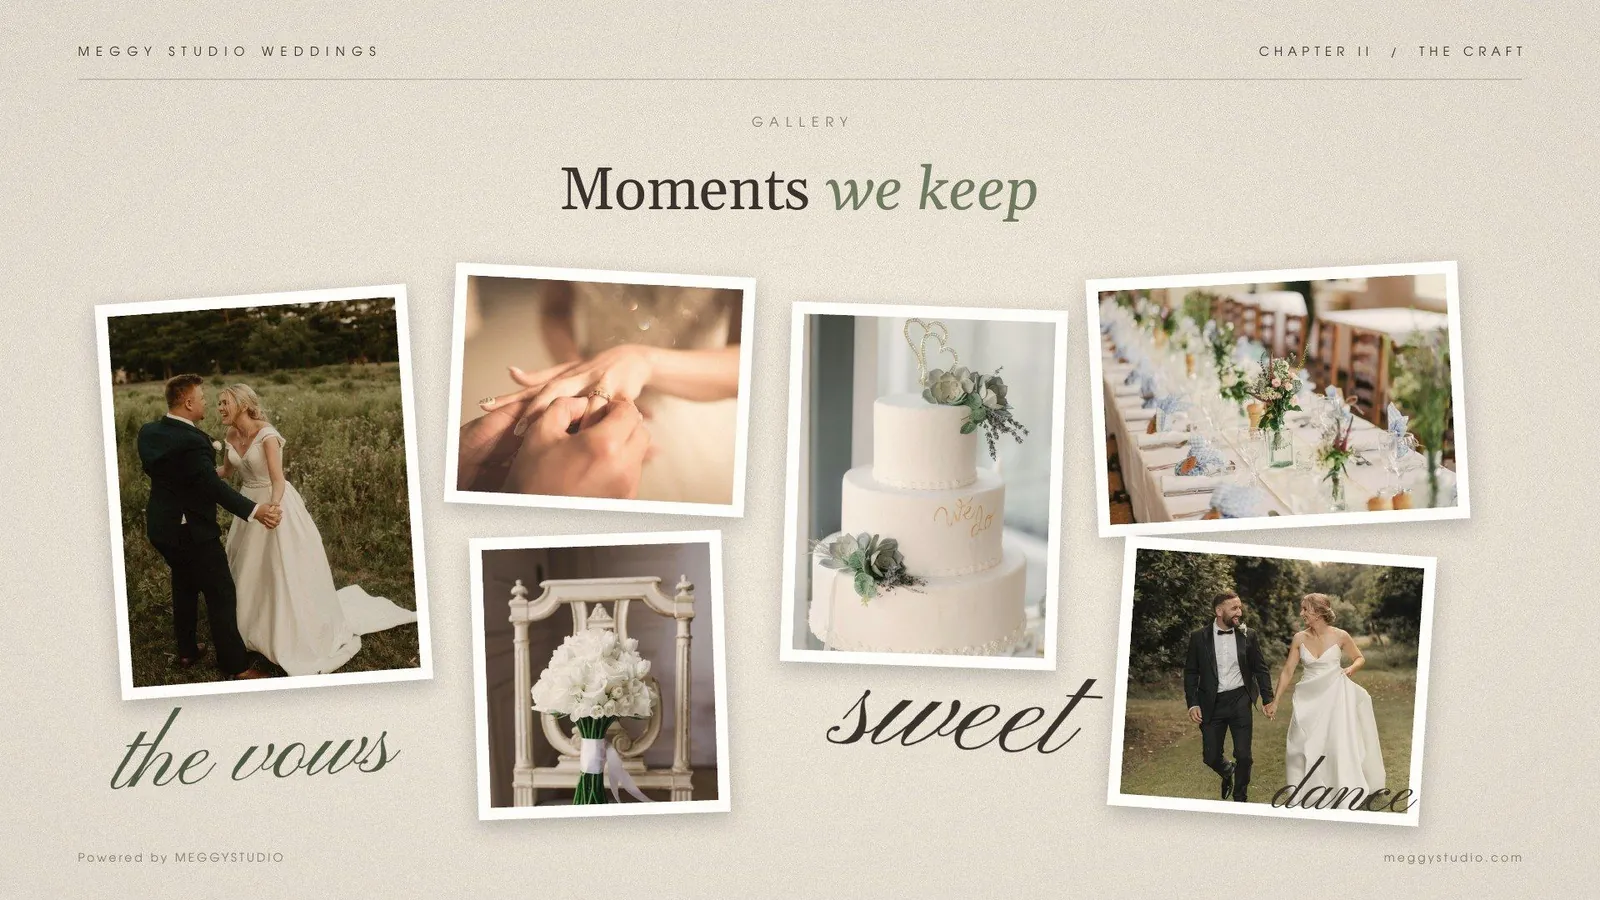 MEGGY STUDIO WEDDINGS
CHAPTER II / THE CRAFT
GALLERY
Moments we keep
We do
the vows
sweet
dance
Powered by MEGGYSTUDIO
meggystudio.com